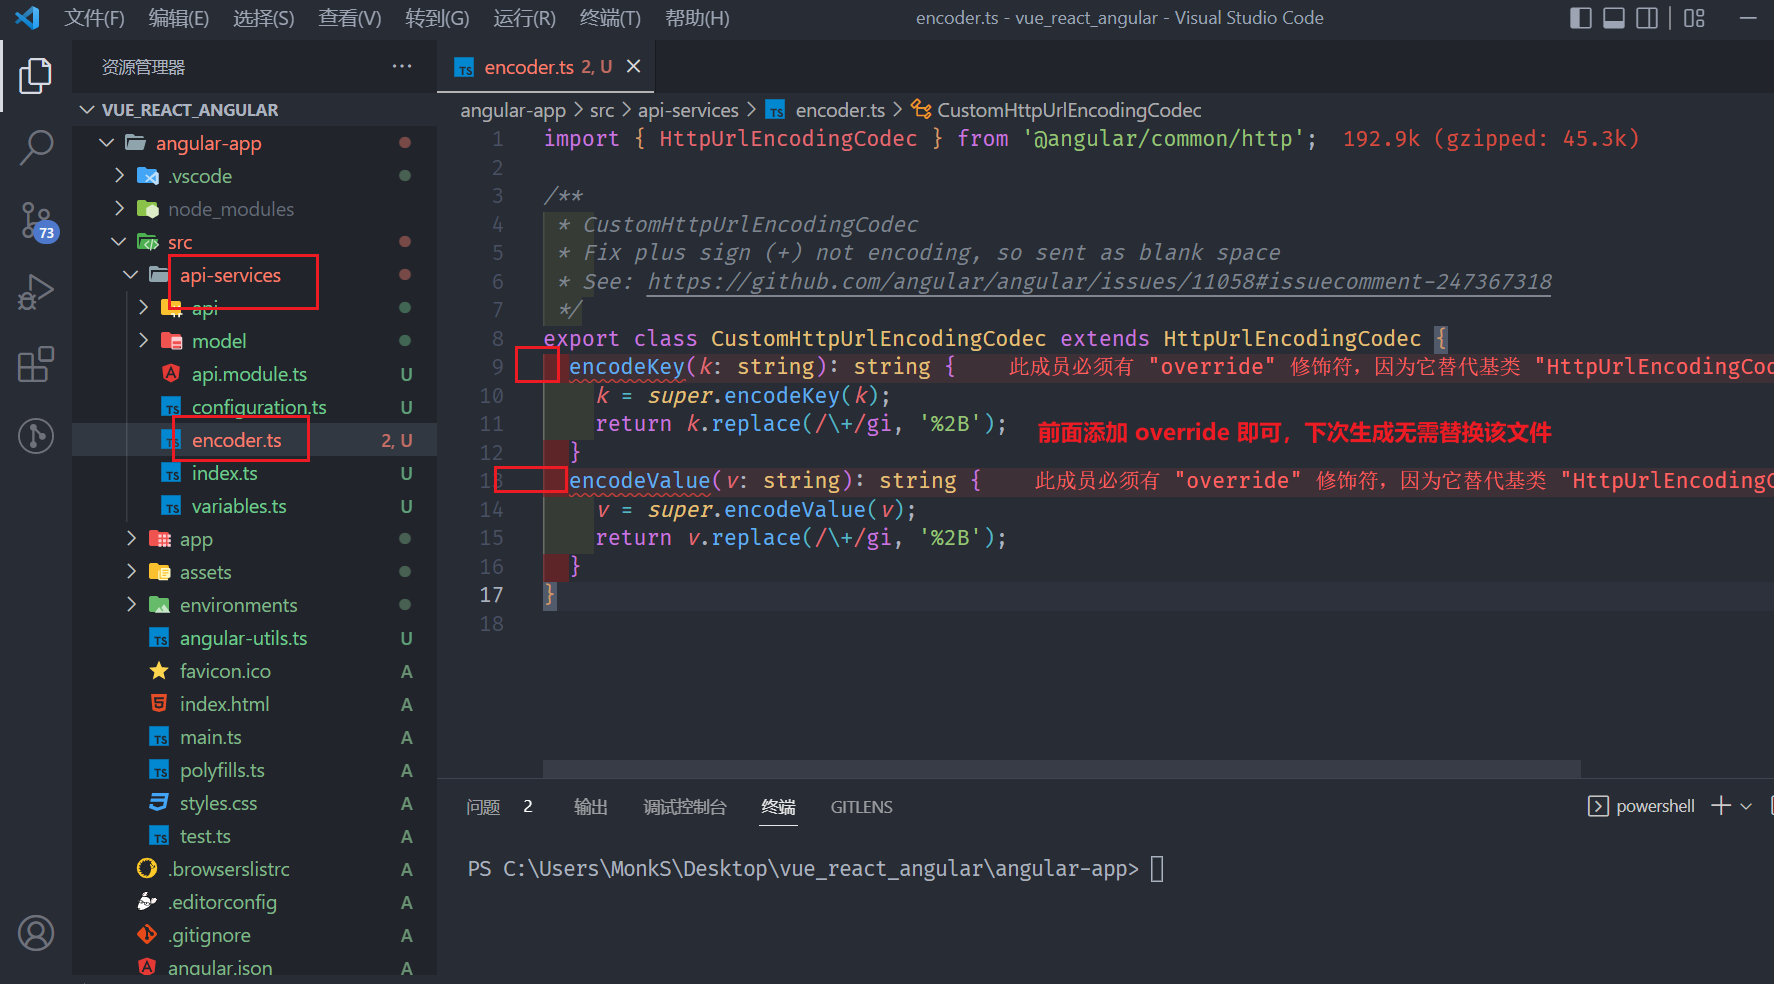 文件(F) 编辑(E) 选择(S) 查看(V) 转到(G) 运行(R) 终端(T) 帮助(H) encoder.ts - vue_react_angular - Visual Studio Code
资源管理器 ···
73
VUE_REACT_ANGULAR
angular-app
.vscode
node_modules
src
api-services
api
model
api.module.ts U
configuration.ts U
encoder.ts 2, U
index.ts U
variables.ts U
app
assets
environments
angular-utils.ts U
favicon.ico A
index.html A
main.ts A
polyfills.ts A
styles.css A
test.ts A
.browserslistrc A
.editorconfig A
.gitignore A
angular.json A
encoder.ts 2, U
angular-app > src > api-services > encoder.ts > CustomHttpUrlEncodingCodec
1 import { HttpUrlEncodingCodec } from '@angular/common/http'; 192.9k (gzipped: 45.3k)
2
3 /**
4 * CustomHttpUrlEncodingCodec
5 * Fix plus sign (+) not encoding, so sent as blank space
6 * See: https://github.com/angular/angular/issues/11058#issuecomment-247367318
7 */
8 export class CustomHttpUrlEncodingCodec extends HttpUrlEncodingCodec {
9 encodeKey(k: string): string { 此成员必须有 "override" 修饰符，因为它替代基类 "HttpUrlEncodingCod
10 k = super.encodeKey(k);
11 return k.replace(/\+/gi, '%2B');
前面添加 override 即可，下次生成无需替换该文件
12 }
13 encodeValue(v: string): string { 此成员必须有 "override" 修饰符，因为它替代基类 "HttpUrlEncodingC
14 v = super.encodeValue(v);
15 return v.replace(/\+/gi, '%2B');
16 }
17 }
18
问题 2 输出 调试控制台 终端 GITLENS powershell
PS C:\Users\MonkS\Desktop\vue_react_angular\angular-app>